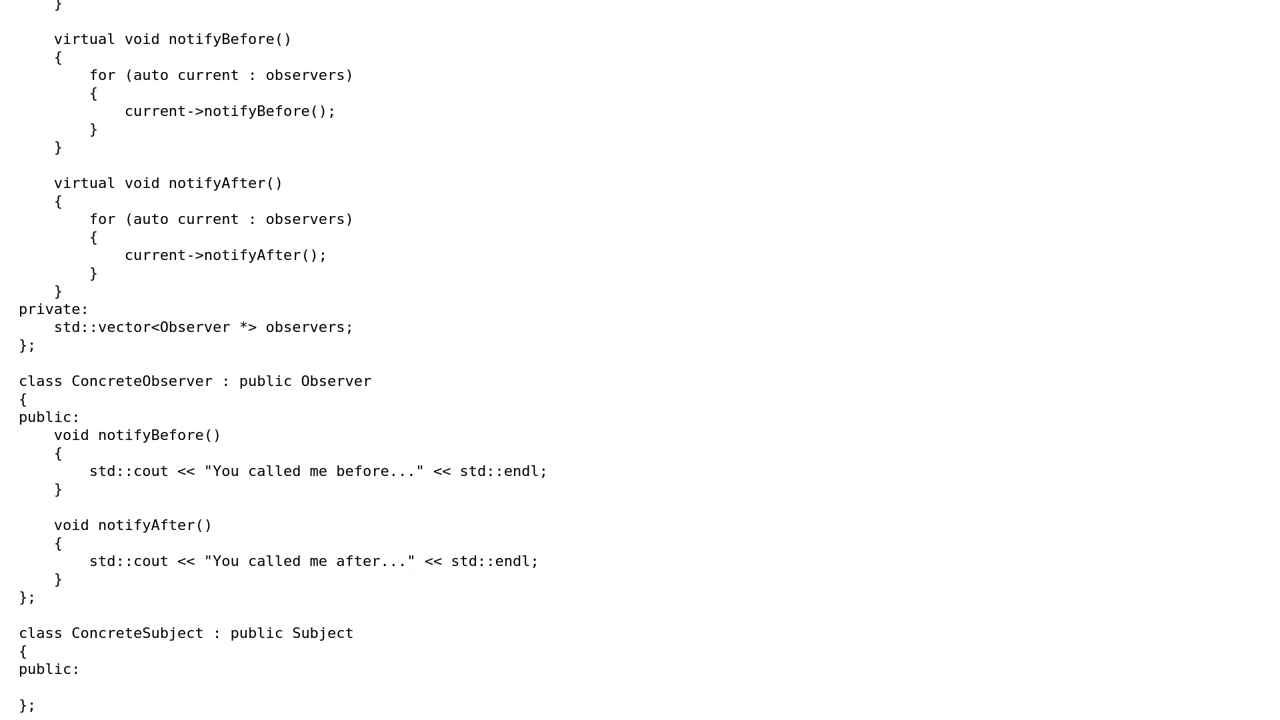 }

    virtual void notifyBefore()
    {
        for (auto current : observers)
        {
            current->notifyBefore();
        }
    }

    virtual void notifyAfter()
    {
        for (auto current : observers)
        {
            current->notifyAfter();
        }
    }
private:
    std::vector<Observer *> observers;
};

class ConcreteObserver : public Observer
{
public:
    void notifyBefore()
    {
        std::cout << "You called me before..." << std::endl;
    }

    void notifyAfter()
    {
        std::cout << "You called me after..." << std::endl;
    }
};

class ConcreteSubject : public Subject
{
public:

};